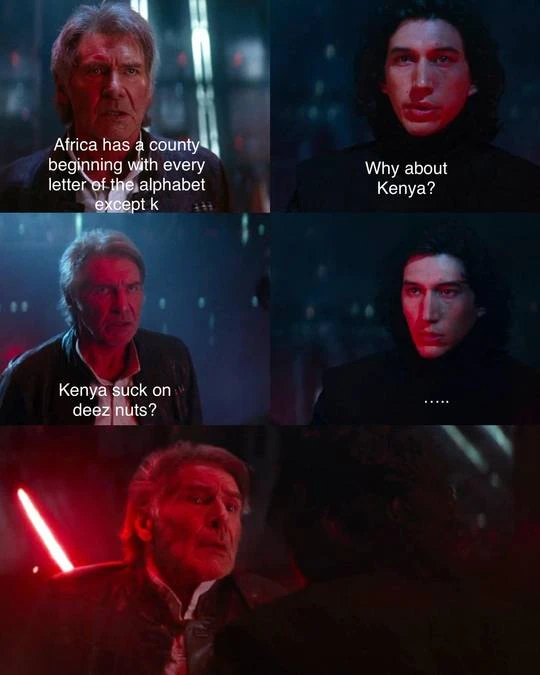 Africa has a county
beginning with every
letter of the alphabet
except k
Why about
Kenya?
Kenya suck on
deez nuts?
.....